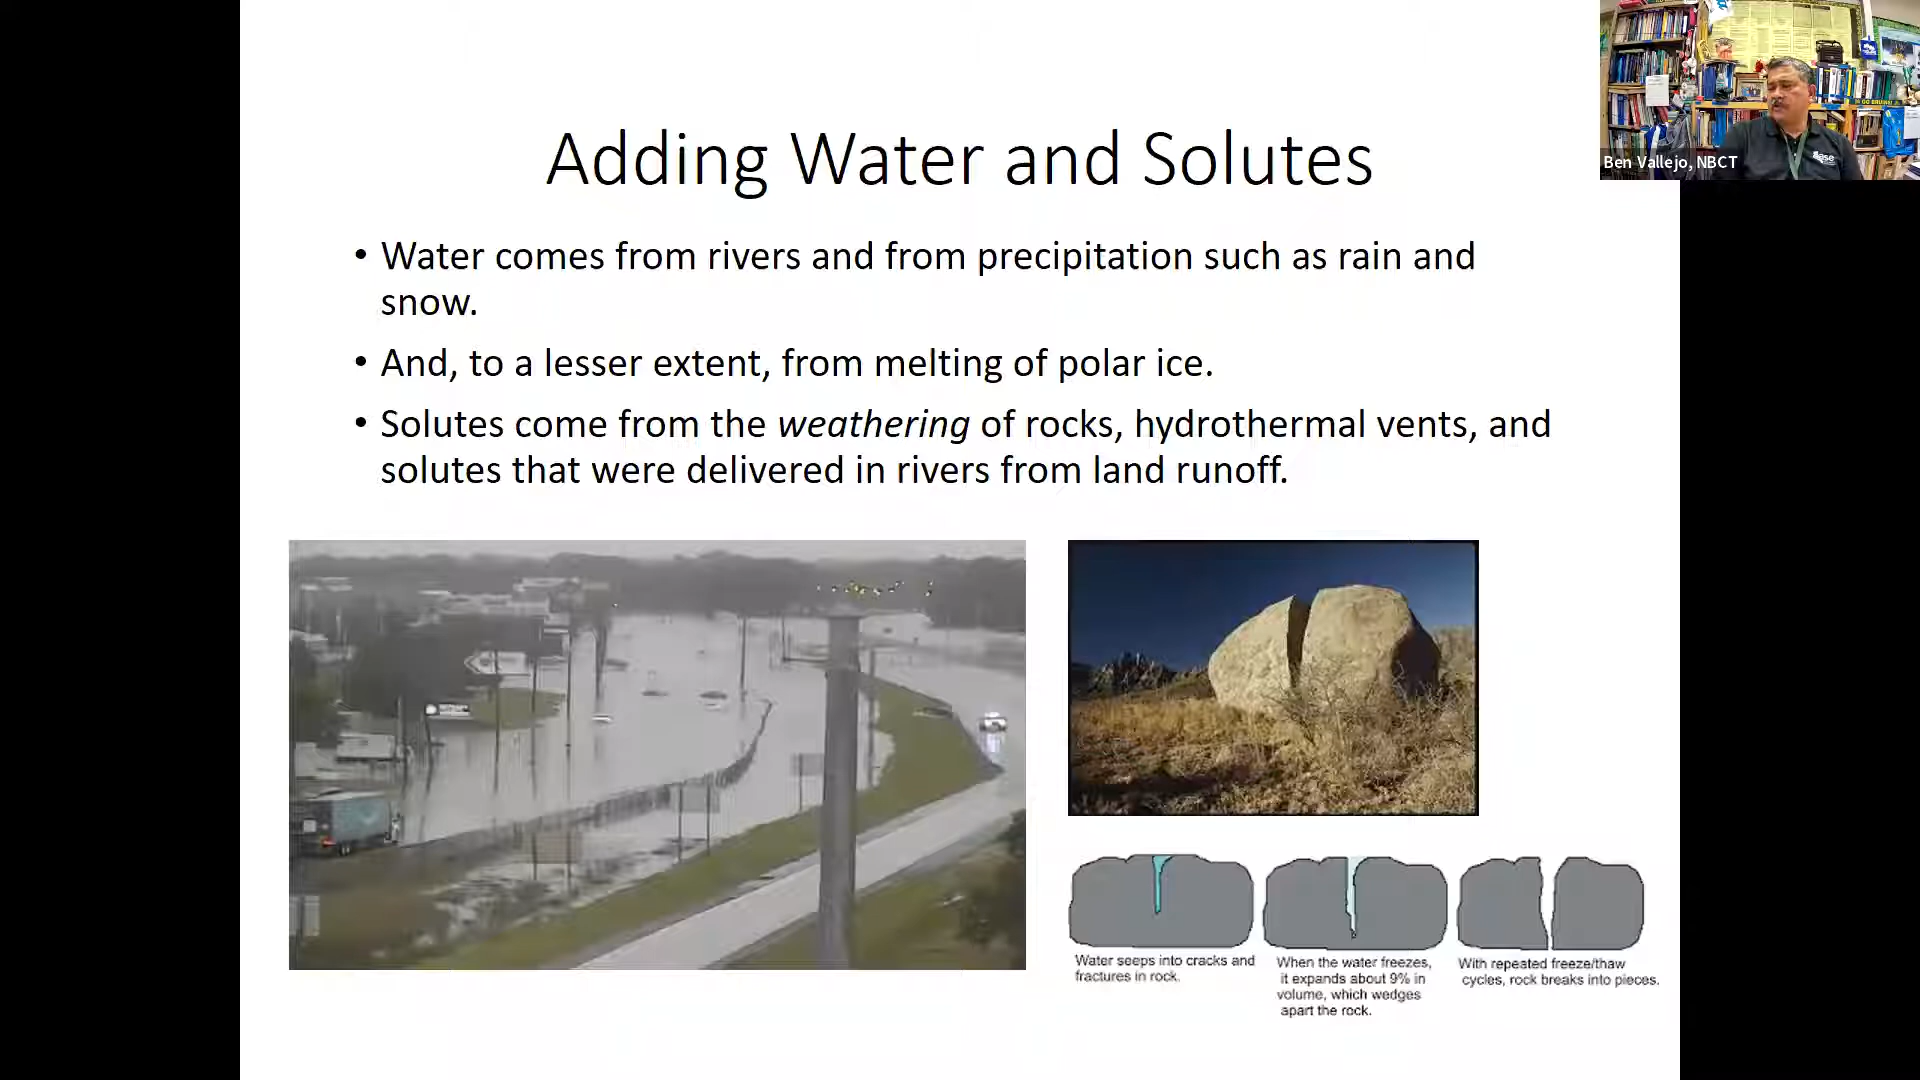 Adding Water and Solutes
Ben Vallejo, NBCT
• Water comes from rivers and from precipitation such as rain and
snow.
• And, to a lesser extent, from melting of polar ice.
• Solutes come from the weathering of rocks, hydrothermal vents, and
solutes that were delivered in rivers from land runoff.
Water seeps into cracks and
fractures in rock.
When the water freezes,
it expands about 9% in
volume, which wedges
apart the rock.
With repeated freeze/thaw
cycles, rock breaks into pieces.